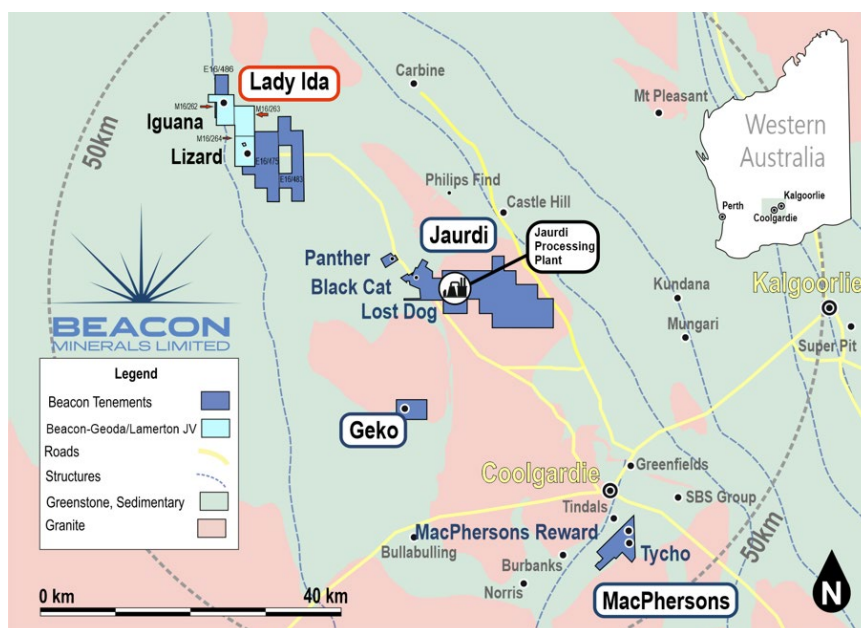 E16/486
Lady Ida
M16/262
M16/263
Iguana
M16/264
Lizard
E16/475
E16/483
50km
Carbine
Mt Pleasant
Western
Australia
Perth
Kalgoorlie
Coolgardie
Philips Find
Castle Hill
Jaurdi
Jaurdi
Processing
Plant
Panther
Black Cat
Lost Dog
Kundana
Kalgoorlie
Mungari
Super Pit
BEACON
MINERALS LIMITED
Legend
Beacon Tenements
Beacon-Geoda/Lamerton JV
Roads
Structures
Greenstone, Sedimentary
Granite
Geko
Coolgardie
Greenfields
SBS Group
Tindals
MacPhersons Reward
Bullabulling
Tycho
Burbanks
Norris
MacPhersons
50km
N
0 km
40 km